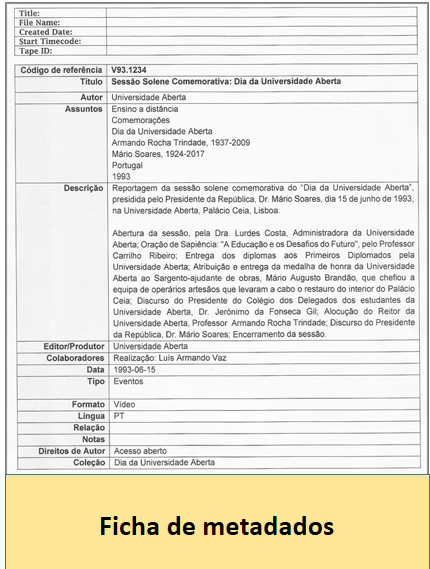 Title:
File Name:
Created Date:
Start Timecode:
Tape ID:
Código de referência V93.1234
Título Sessão Solene Comemorativa: Dia da Universidade Aberta
Autor Universidade Aberta
Assuntos Ensino a distância
Comemorações
Dia da Universidade Aberta
Armando Rocha Trindade, 1937-2009
Mário Soares, 1924-2017
Portugal
1993
Descrição Reportagem da sessão solene comemorativa do "Dia da Universidade Aberta",
presidida pelo Presidente da República, Dr. Mário Soares, dia 15 de junho de 1993,
na Universidade Aberta, Palácio Ceia, Lisboa.
Abertura da sessão, pela Dra. Lurdes Costa, Administradora da Universidade
Aberta; Oração de Sapiência: "A Educação e os Desafios do Futuro", pelo Professor
Carrilho Ribeiro; Entrega dos diplomas aos Primeiros Diplomados pela
Universidade Aberta; Atribuição e entrega da medalha de honra da Universidade
Aberta ao Sargento-ajudante de obras, Mário Augusto Brandão, que chefiou a
equipa de operários artesãos que levaram a cabo o restauro do interior do Palácio
Ceia; Discurso do Presidente do Colégio dos Delegados dos estudantes da
Universidade Aberta, Dr. Jerónimo da Fonseca Gil; Alocução do Reitor da
Universidade Aberta, Professor Armando Rocha Trindade; Discurso do Presidente
da República, Dr. Mário Soares; Encerramento da sessão.
Editor/Produtor Universidade Aberta
Colaboradores Realização: Luís Armando Vaz
Data 1993-06-15
Tipo Eventos
Formato Vídeo
Língua PT
Relação
Notas
Direitos de Autor Acesso aberto
Coleção Dia da Universidade Aberta
Ficha de metadados